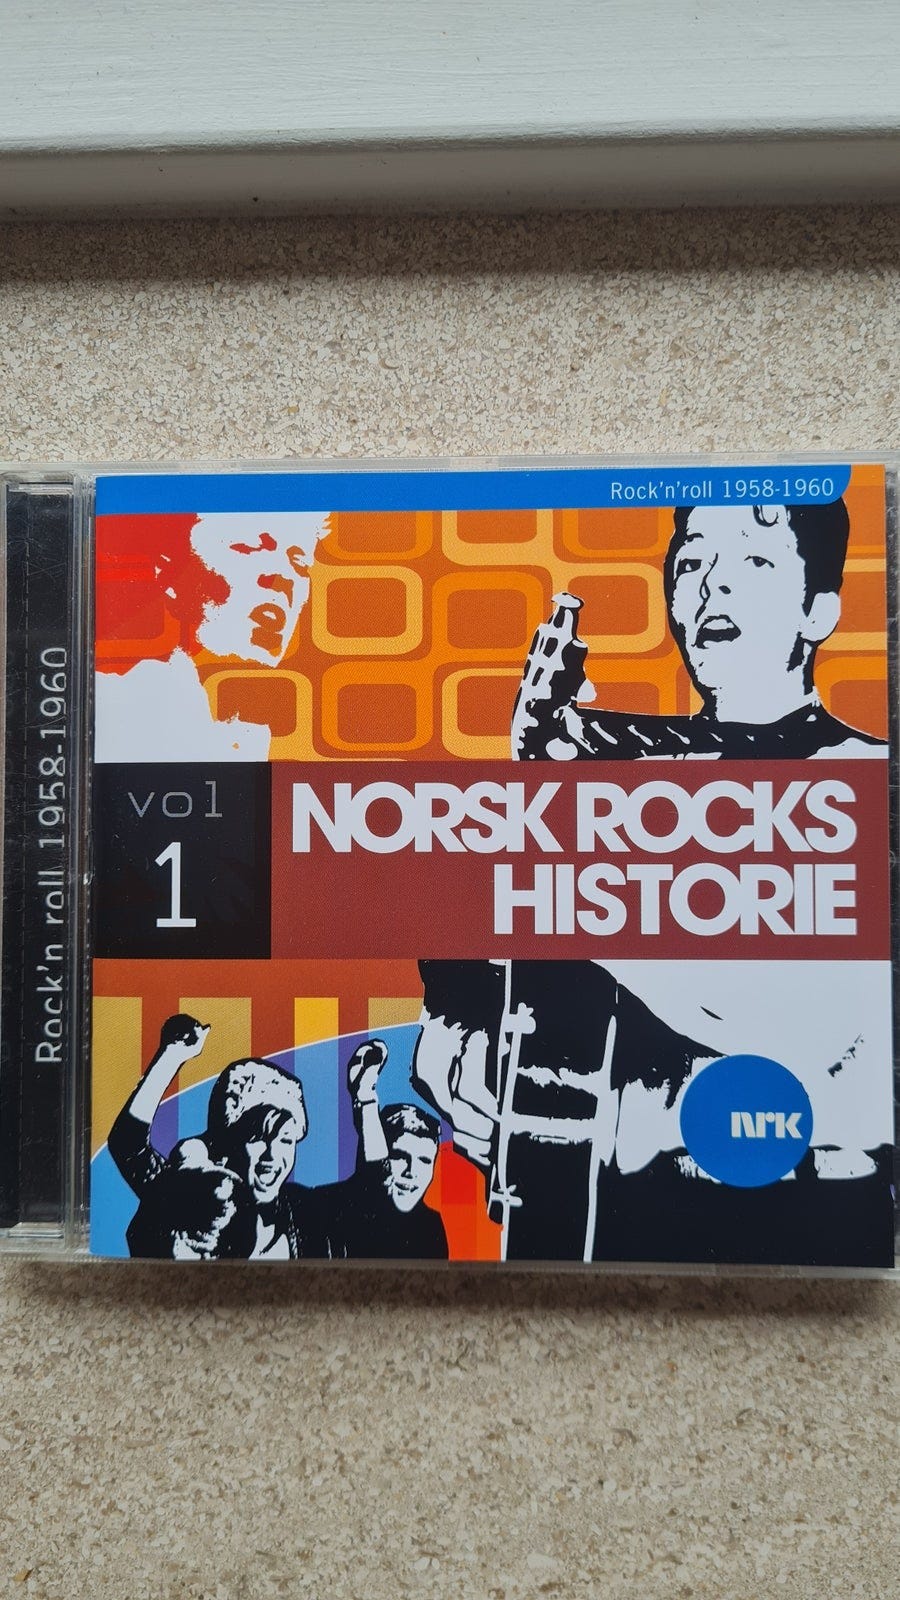 Rock'n'roll 1958-1960
vol
1
NORSK ROCKS
HISTORIE
nrk
Rock'n roll 1958-1960